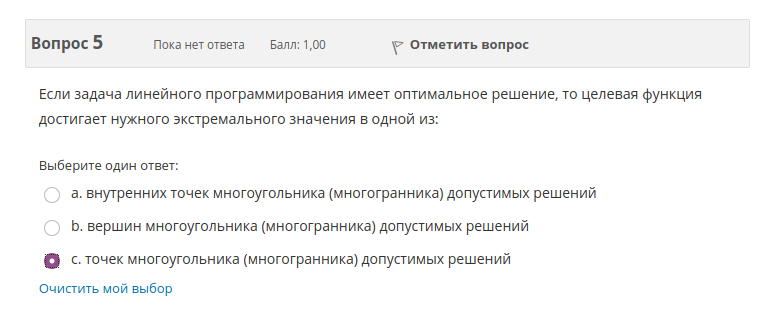 Вопрос 5 Пока нет ответа Балл: 1,00 Отметить вопрос
Если задача линейного программирования имеет оптимальное решение, то целевая функция
достигает нужного экстремального значения в одной из:
Выберите один ответ:
a. внутренних точек многоугольника (многогранника) допустимых решений
b. вершин многоугольника (многогранника) допустимых решений
c. точек многоугольника (многогранника) допустимых решений
Очистить мой выбор